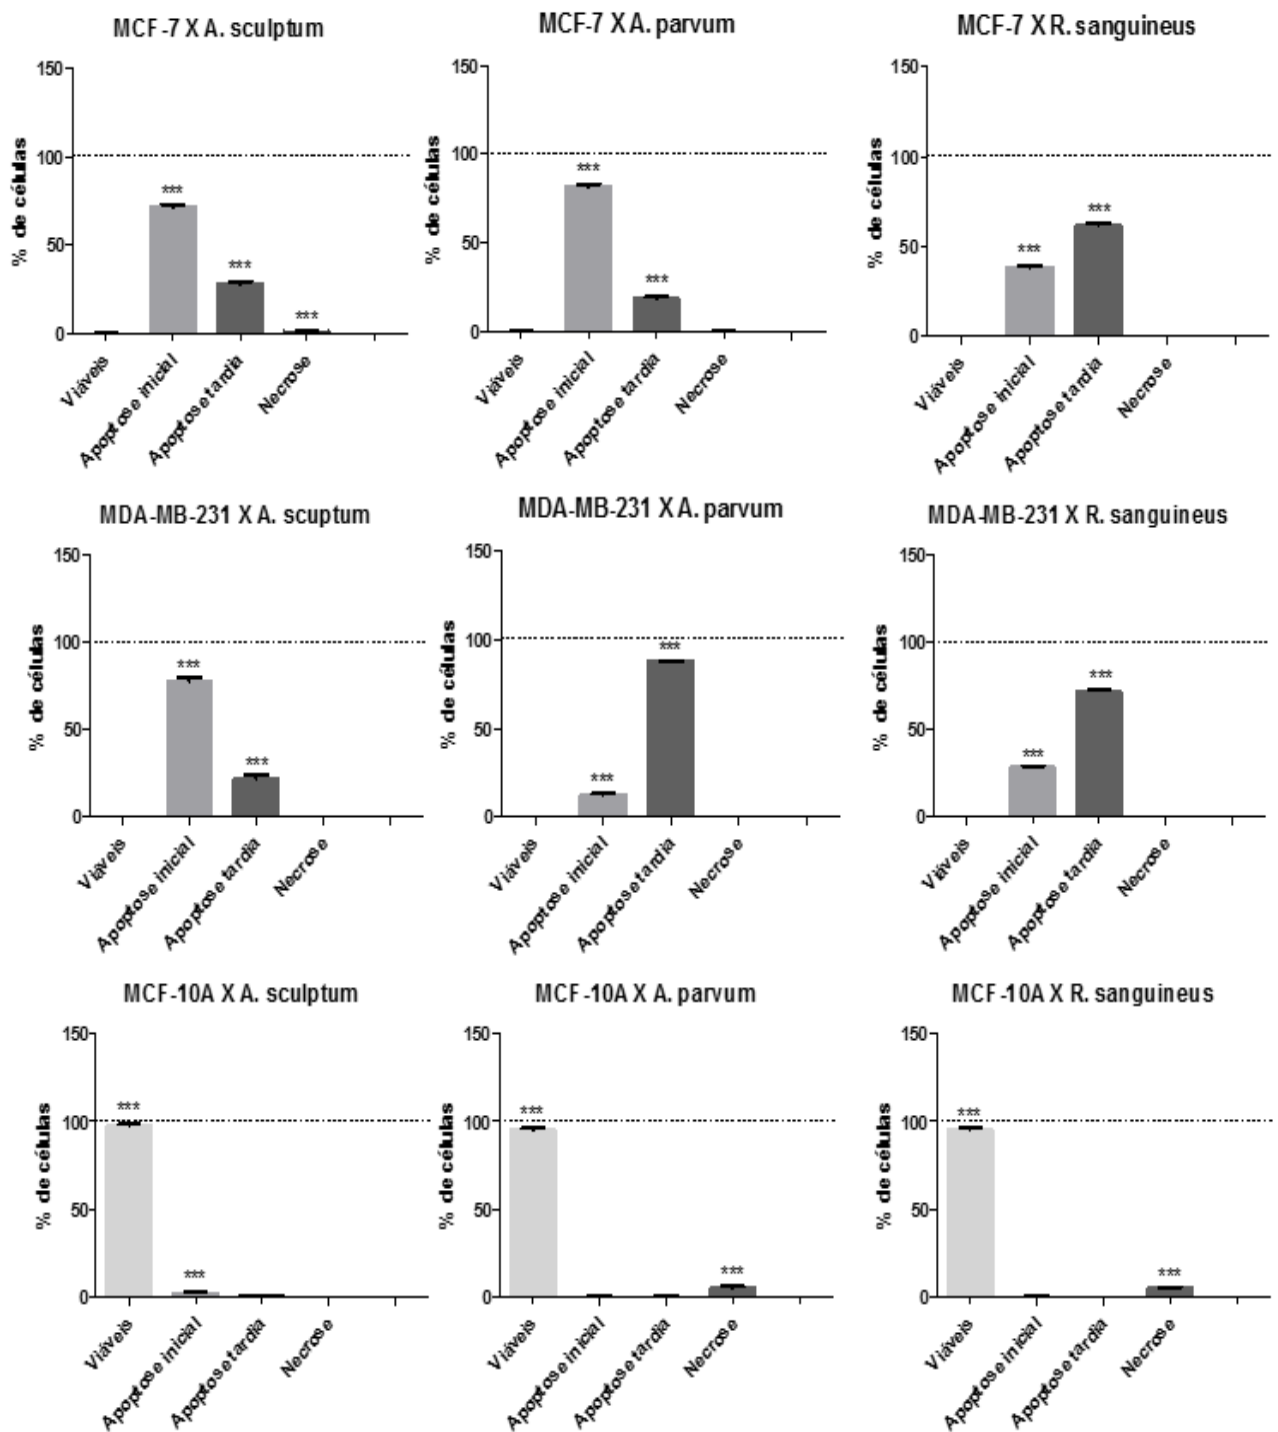 MCF-7 X A. sculptum
% de células
150
100
50
0
***
***
***
Viáveis
Apoptose inicial
Apoptose tardia
Necrose
MCF-7 X A. parvum
% de células
150
100
50
0
***
***
Viáveis
Apoptose inicial
Apoptose tardia
Necrose
MCF-7 X R. sanguineus
% de células
150
100
50
0
***
***
Viáveis
Apoptose inicial
Apoptose tardia
Necrose
MDA-MB-231 X A. scuptum
% de células
150
100
50
0
***
***
Viáveis
Apoptose inicial
Apoptose tardia
Necrose
MDA-MB-231 X A. parvum
% de células
150
100
50
0
***
***
Viáveis
Apoptose inicial
Apoptose tardia
Necrose
MDA-MB-231 X R. sanguineus
% de células
150
100
50
0
***
***
Viáveis
Apoptose inicial
Apoptose tardia
Necrose
MCF-10A X A. sculptum
% de células
150
100
50
0
***
***
Viáveis
Apoptose inicial
Apoptose tardia
Necrose
MCF-10A X A. parvum
% de células
150
100
50
0
***
***
Viáveis
Apoptose inicial
Apoptose tardia
Necrose
MCF-10A X R. sanguineus
% de células
150
100
50
0
***
***
Viáveis
Apoptose inicial
Apoptose tardia
Necrose